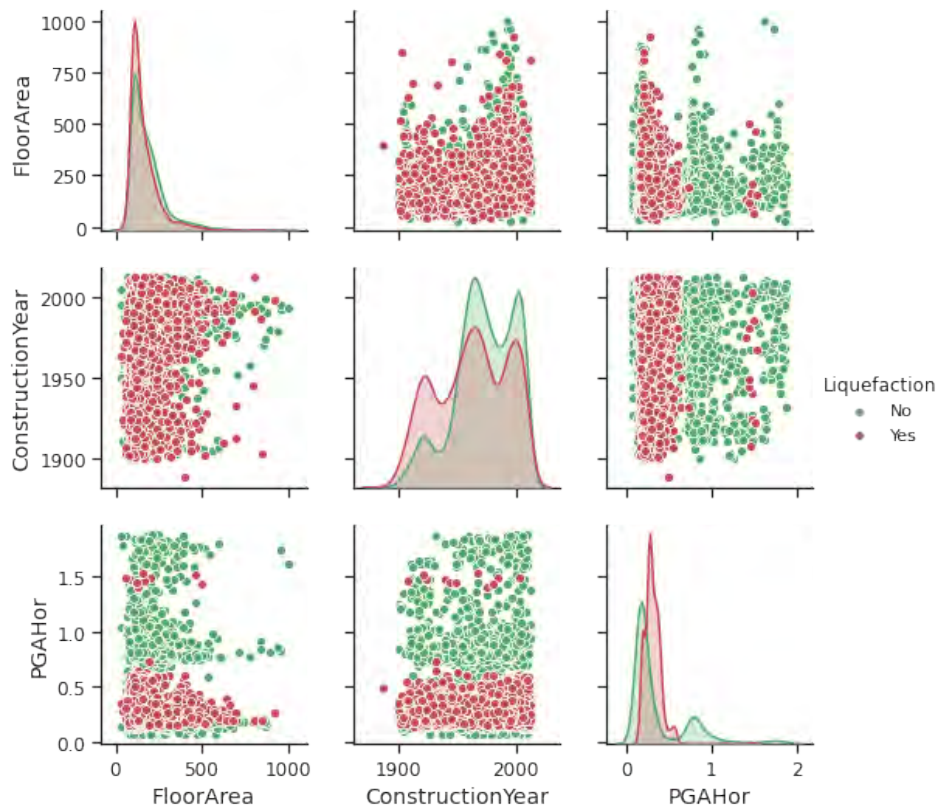 1000
750
500
250
0
FloorArea
2000
1950
1900
ConstructionYear
Liquefaction
No
Yes
1.5
1.0
0.5
0.0
PGAHor
0 500 1000
1900 2000
0 1 2
FloorArea ConstructionYear PGAHor